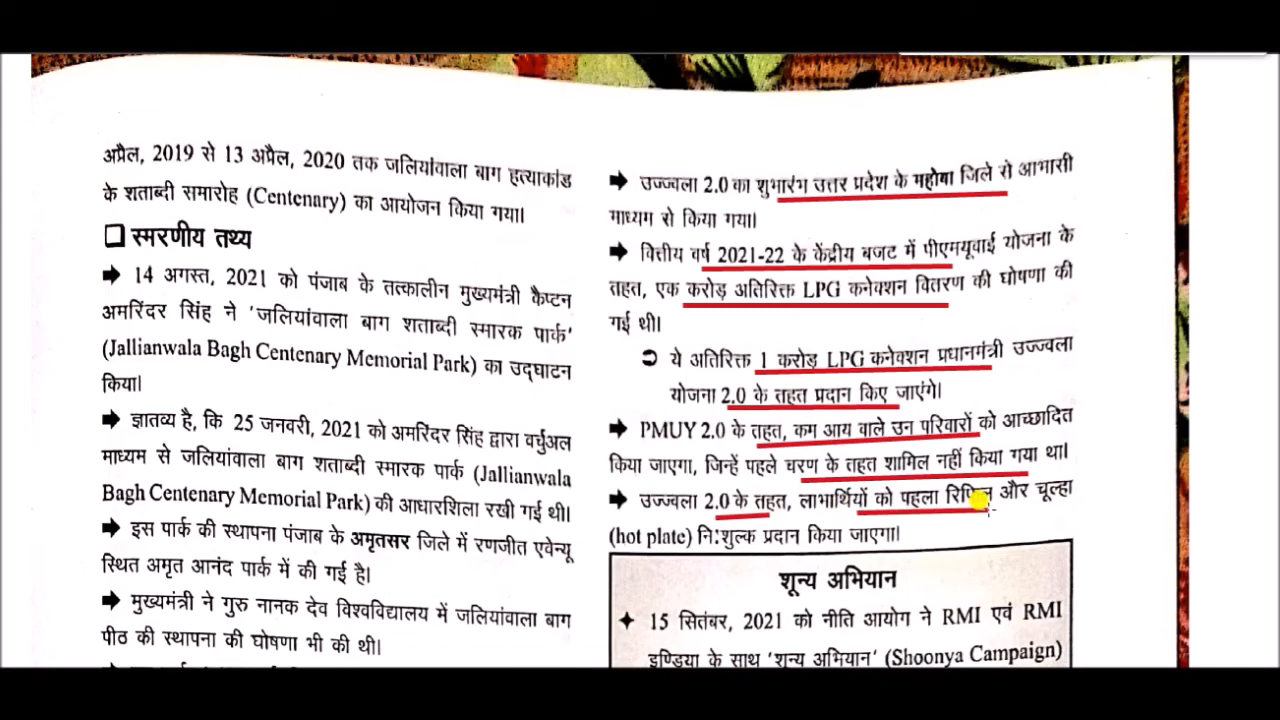 अप्रैल, 2019 से 13 अप्रैल, 2020 तक जलियांवाला बाग हत्याकांड
के शताब्दी समारोह (Centenary) का आयोजन किया गया।
स्मरणीय तथ्य
14 अगस्त, 2021 को पंजाब के तत्कालीन मुख्यमंत्री कैप्टन
अमरिंदर सिंह ने 'जलियांवाला बाग शताब्दी स्मारक पार्क'
(Jallianwala Bagh Centenary Memorial Park) का उद्घाटन
किया।
ज्ञातव्य है, कि 25 जनवरी, 2021 को अमरिंदर सिंह द्वारा वर्चुअल
माध्यम से जलियांवाला बाग शताब्दी स्मारक पार्क (Jallianwala
Bagh Centenary Memorial Park) की आधारशिला रखी गई थी।
इस पार्क की स्थापना पंजाब के अमृतसर जिले में रणजीत एवेन्यू
स्थित अमृत आनंद पार्क में की गई है।
मुख्यमंत्री ने गुरु नानक देव विश्वविद्यालय में जलियांवाला बाग
पीठ की स्थापना की घोषणा भी की थी।
उज्ज्वला 2.0 का शुभारंभ उत्तर प्रदेश के महोबा जिले से आभासी
माध्यम से किया गया।
वित्तीय वर्ष 2021-22 के केंद्रीय बजट में पीएमयूवाई योजना के
तहत, एक करोड़ अतिरिक्त LPG कनेक्शन वितरण की घोषणा की
गई थी।
ये अतिरिक्त 1 करोड़ LPG कनेक्शन प्रधानमंत्री उज्ज्वला
योजना 2.0 के तहत प्रदान किए जाएंगे।
PMUY 2.0 के तहत, कम आय वाले उन परिवारों को आच्छादित
किया जाएगा, जिन्हें पहले चरण के तहत शामिल नहीं किया गया था।
उज्ज्वला 2.0 के तहत, लाभार्थियों को पहला रिफिल और चूल्हा
(hot plate) नि:शुल्क प्रदान किया जाएगा।
शून्य अभियान
15 सितंबर, 2021 को नीति आयोग ने RMI एवं RMI
इण्डिया के साथ 'शून्य अभियान' (Shoonya Campaign)